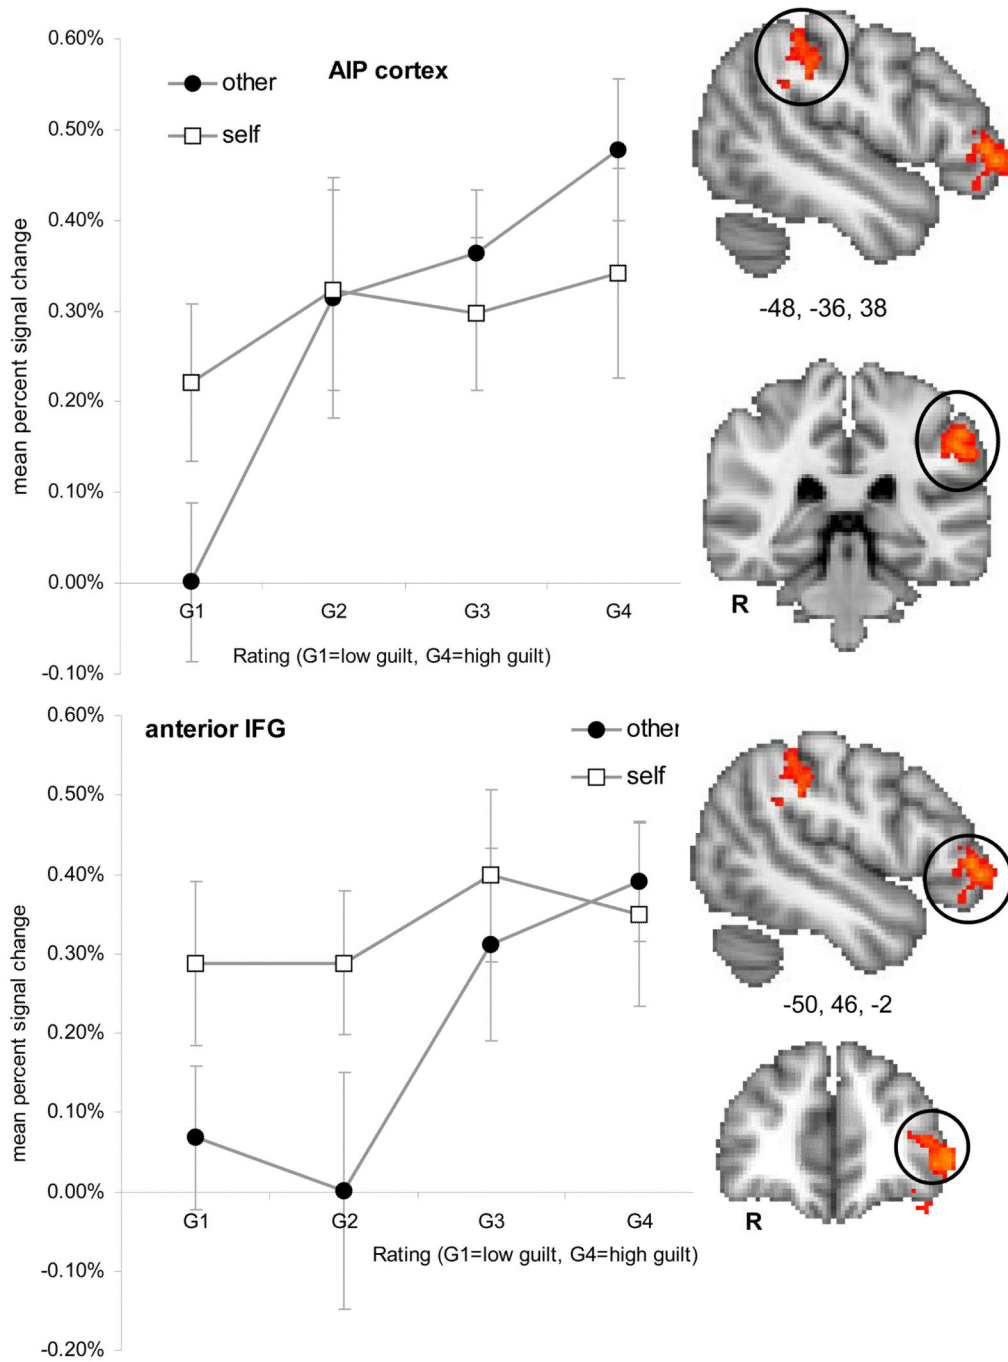 AIP cortex
other
self
mean percent signal change
0.60%
0.50%
0.40%
0.30%
0.20%
0.10%
0.00%
-0.10%
G1 G2 G3 G4
Rating (G1=low guilt, G4=high guilt)
-48, -36, 38
R
anterior IFG
other
self
mean percent signal change
0.60%
0.50%
0.40%
0.30%
0.20%
0.10%
0.00%
-0.10%
-0.20%
G1 G2 G3 G4
Rating (G1=low guilt, G4=high guilt)
-50, 46, -2
R